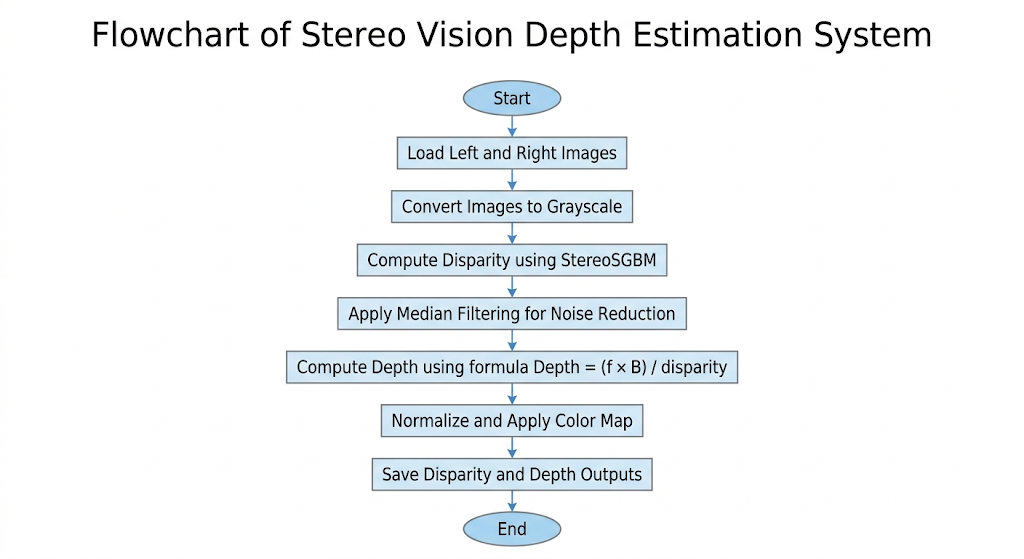 Flowchart of Stereo Vision Depth Estimation System
Start
Load Left and Right Images
Convert Images to Grayscale
Compute Disparity using StereoSGBM
Apply Median Filtering for Noise Reduction
Compute Depth using formula Depth = (f × B) / disparity
Normalize and Apply Color Map
Save Disparity and Depth Outputs
End